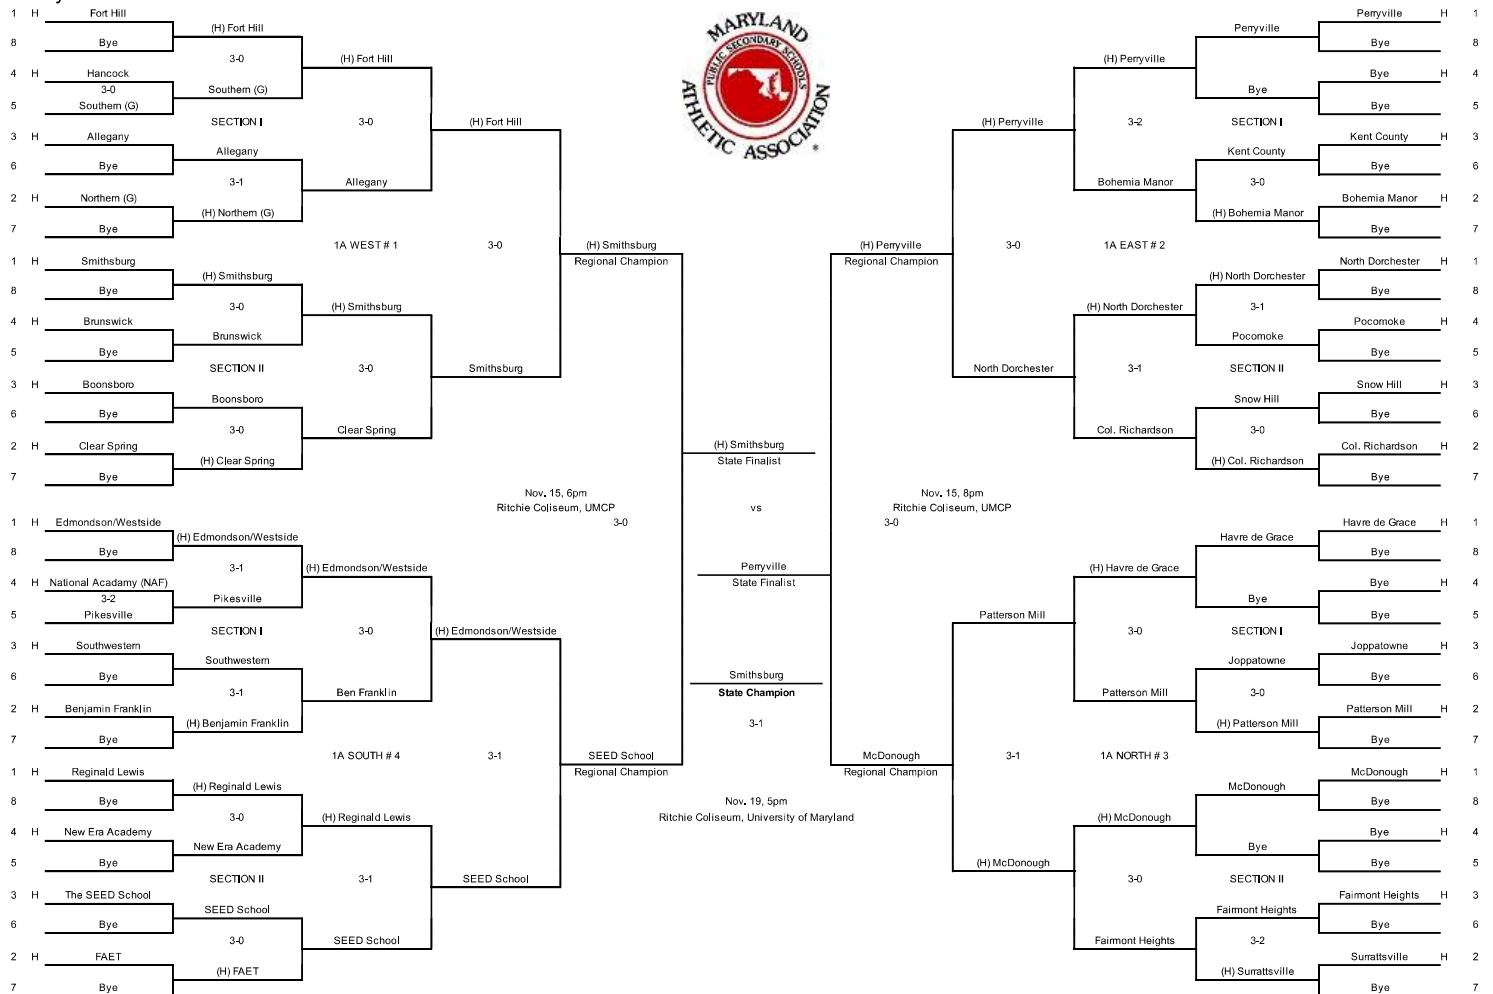 1 H Fort Hill
8 Bye
(H) Fort Hill
3-0
4 H Hancock
3-0
5 Southern (G)
Southern (G)
(H) Fort Hill
SECTION I
3-0
3 H Allegany
6 Bye
Allegany
3-1
2 H Northern (G)
7 Bye
(H) Northern (G)
Allegany
(H) Fort Hill
1A WEST # 1
3-0
1 H Smithsburg
8 Bye
(H) Smithsburg
3-0
4 H Brunswick
5 Bye
Brunswick
(H) Smithsburg
SECTION II
3-0
3 H Boonsboro
6 Bye
Boonsboro
3-0
2 H Clear Spring
7 Bye
(H) Clear Spring
Clear Spring
Smithsburg
(H) Smithsburg
Regional Champion
Nov. 15, 6pm
Ritchie Coliseum, UMCP
3-0
1 H Edmondson/Westside
8 Bye
(H) Edmondson/Westside
3-1
4 H National Acadamy (NAF)
3-2
5 Pikesville
Pikesville
(H) Edmondson/Westside
SECTION I
3-0
3 H Southwestern
6 Bye
Southwestern
3-1
2 H Benjamin Franklin
7 Bye
(H) Benjamin Franklin
Ben Franklin
(H) Edmondson/Westside
1A SOUTH # 4
3-1
1 H Reginald Lewis
8 Bye
(H) Reginald Lewis
3-0
4 H New Era Academy
5 Bye
New Era Academy
(H) Reginald Lewis
SECTION II
3-1
3 H The SEED School
6 Bye
SEED School
3-0
2 H FAET
7 Bye
(H) FAET
SEED School
SEED School
SEED School
Regional Champion
MARYLAND
PUBLIC SECONDARY SCHOOLS
ATHLETIC ASSOCIATION
(H) Smithsburg
State Finalist
vs
Perryville
State Finalist
Smithsburg
State Champion
3-1
Nov. 19, 5pm
Ritchie Coliseum, University of Maryland
Perryville H 1
Bye 8
Perryville
Bye H 4
Bye 5
Bye
(H) Perryville
SECTION I
3-2
Kent County H 3
Bye 6
Kent County
3-0
Bohemia Manor H 2
Bye 7
(H) Bohemia Manor
Bohemia Manor
(H) Perryville
1A EAST # 2
3-0
North Dorchester H 1
Bye 8
(H) North Dorchester
3-1
Pocomoke H 4
Bye 5
Pocomoke
(H) North Dorchester
SECTION II
3-1
Snow Hill H 3
Bye 6
Snow Hill
3-0
Col. Richardson H 2
Bye 7
(H) Col. Richardson
Col. Richardson
North Dorchester
(H) Perryville
Regional Champion
Nov. 15, 8pm
Ritchie Coliseum, UMCP
3-0
Havre de Grace H 1
Bye 8
Havre de Grace
Bye H 4
Bye 5
Bye
(H) Havre de Grace
SECTION I
3-0
Joppatowne H 3
Bye 6
Joppatowne
3-0
Patterson Mill H 2
Bye 7
(H) Patterson Mill
Patterson Mill
Patterson Mill
1A NORTH # 3
3-1
McDonough H 1
Bye 8
McDonough
Bye H 4
Bye 5
Bye
(H) McDonough
SECTION II
3-0
Fairmont Heights H 3
Bye 6
Fairmont Heights
3-2
Surrattsville H 2
Bye 7
(H) Surrattsville
Fairmont Heights
(H) McDonough
McDonough
Regional Champion